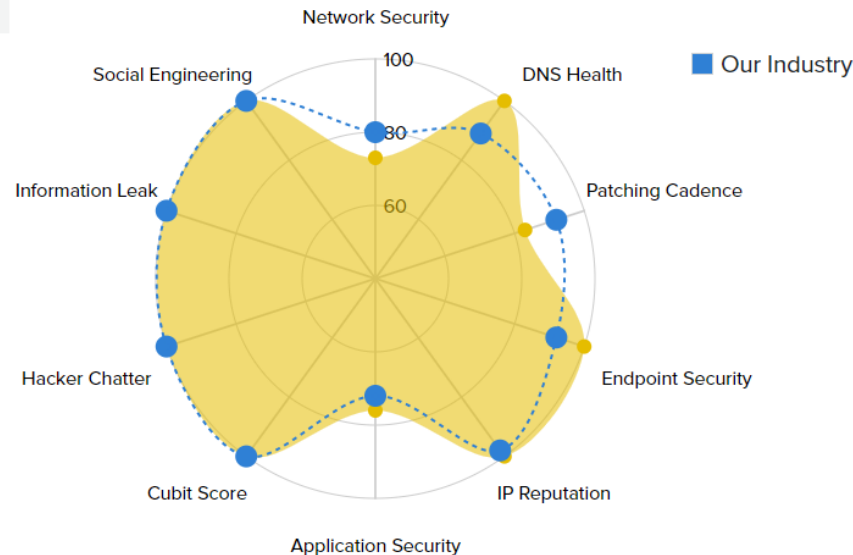 Network Security
100
Social Engineering
DNS Health
Our Industry
80
Information Leak
Patching Cadence
60
Hacker Chatter
Endpoint Security
Cubit Score
IP Reputation
Application Security